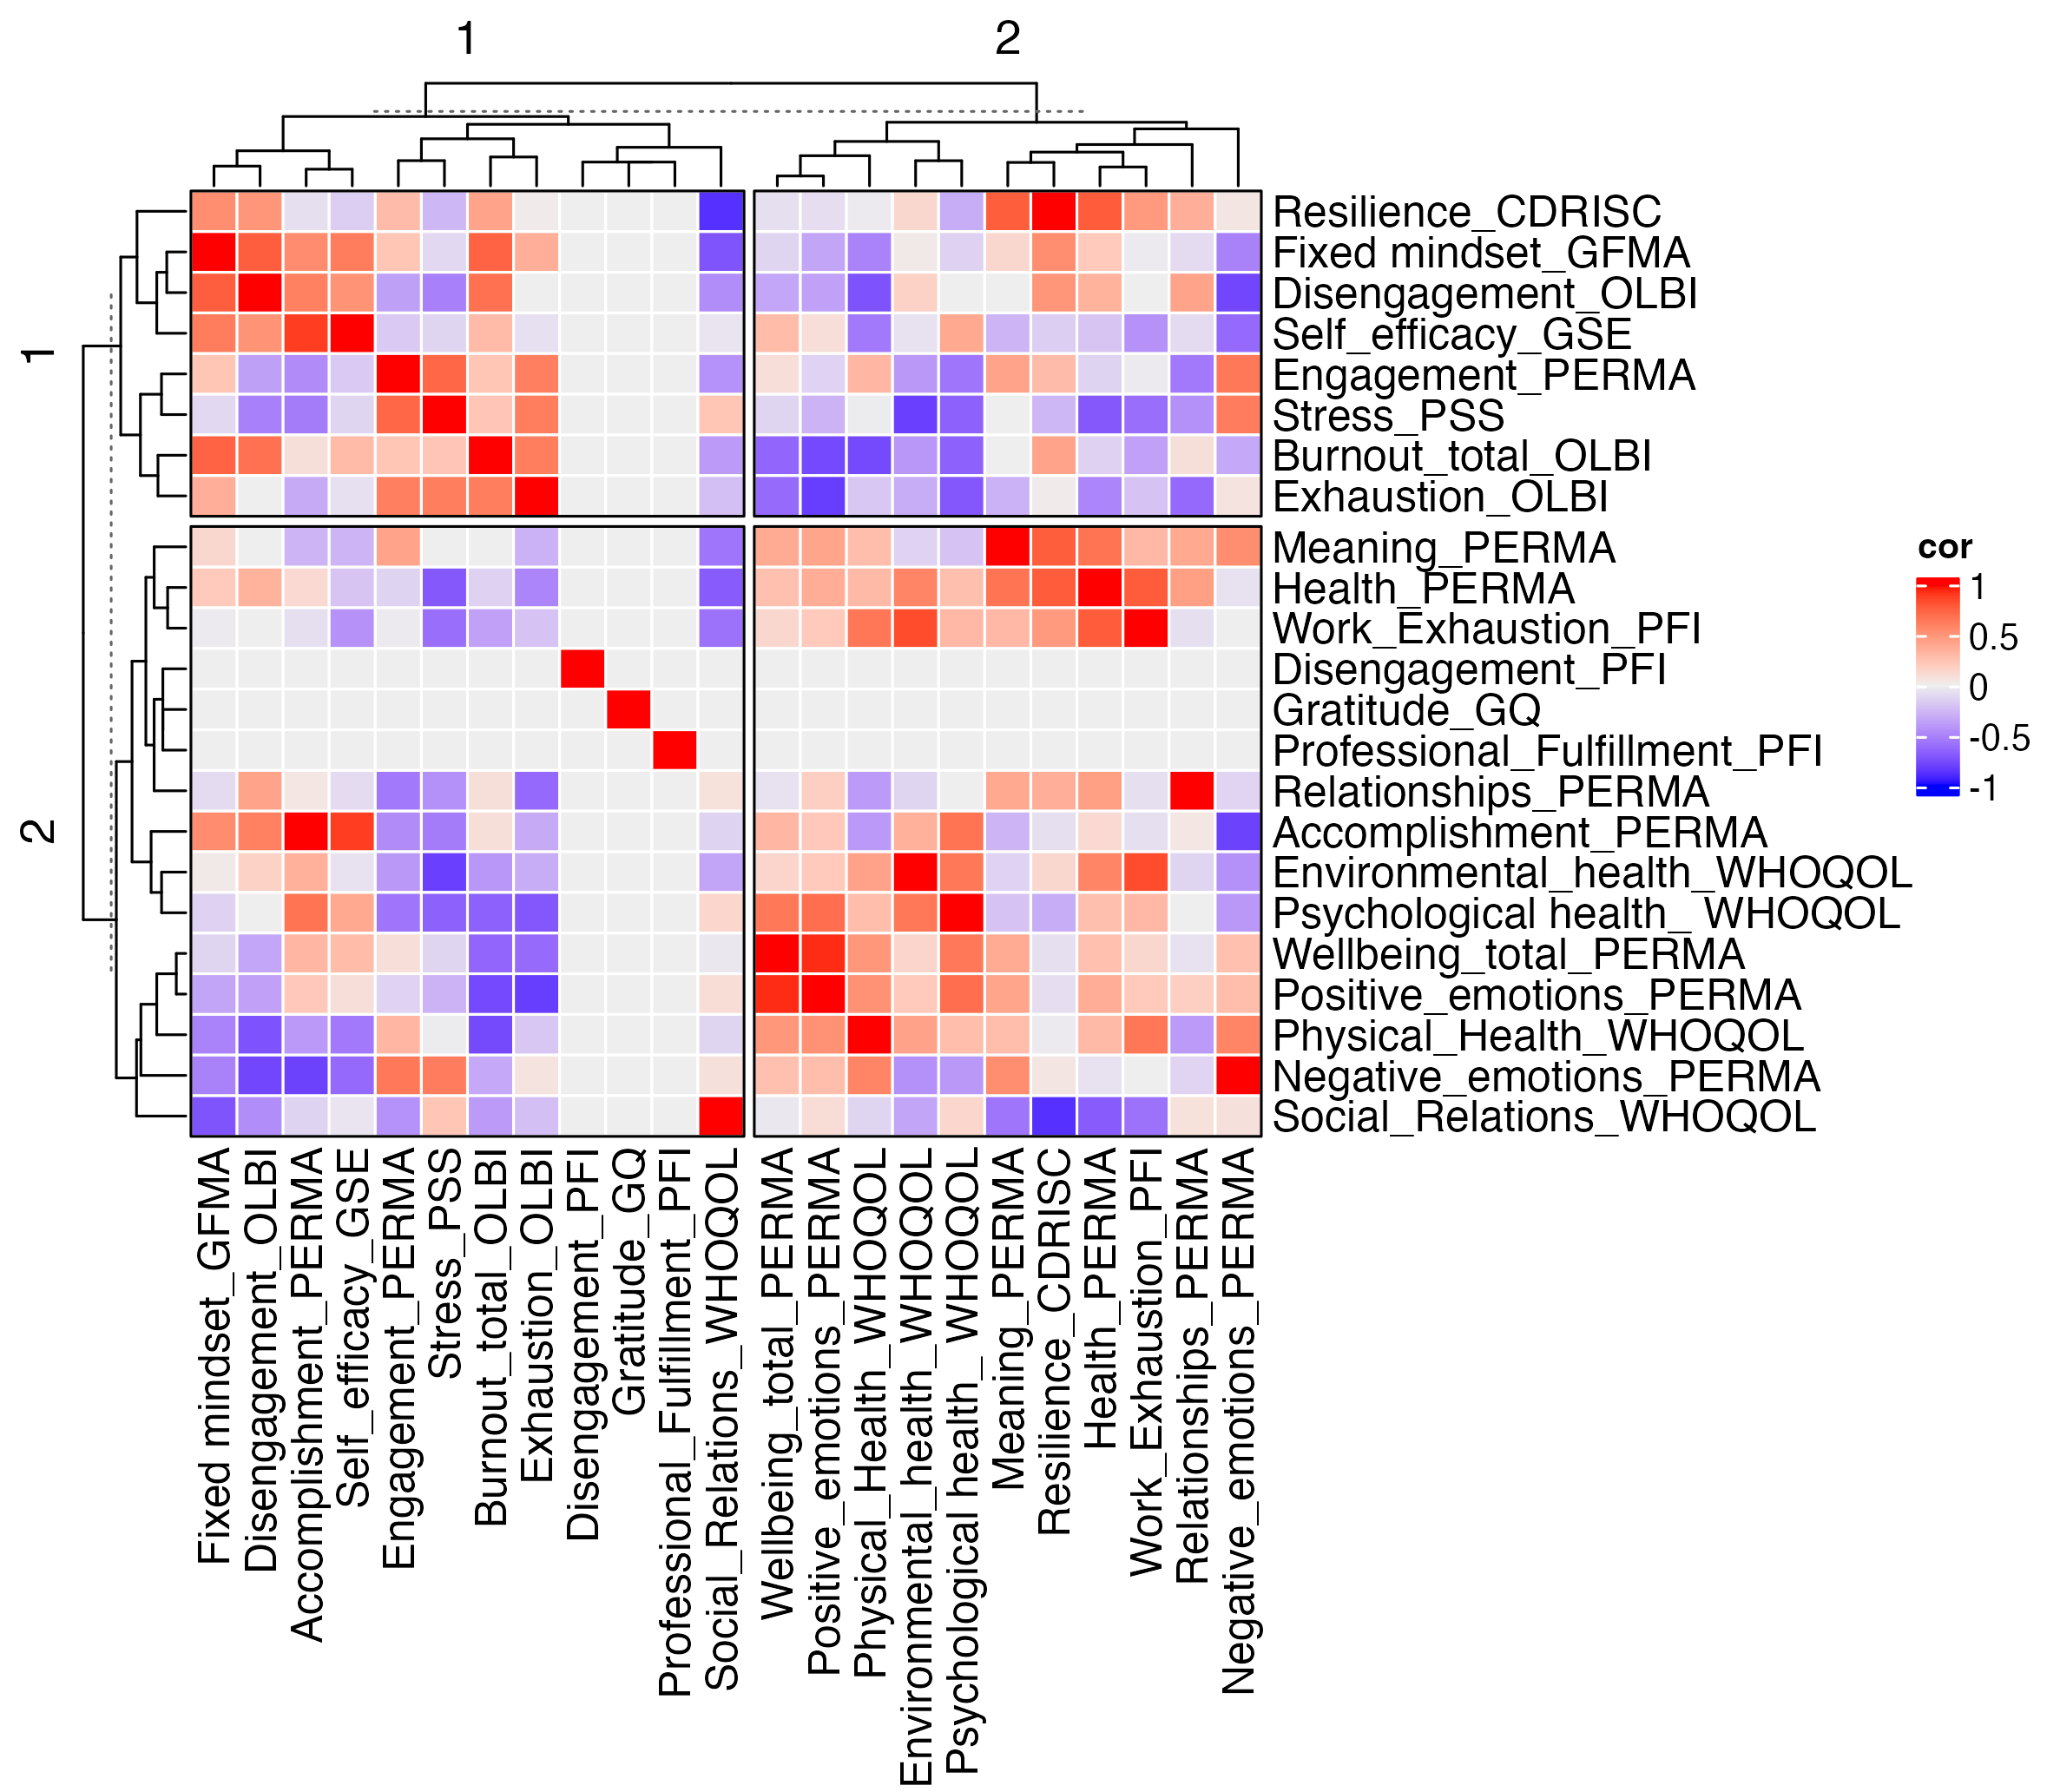 1
2
1
2
Resilience_CDRISC
Fixed mindset_GFMA
Disengagement_OLBI
Self_efficacy_GSE
Engagement_PERMA
Stress_PSS
Burnout_total_OLBI
Exhaustion_OLBI
Meaning_PERMA
Health_PERMA
Work_Exhaustion_PFI
Disengagement_PFI
Gratitude_GQ
Professional_Fulfillment_PFI
Relationships_PERMA
Accomplishment_PERMA
Environmental_health_WHOQOL
Psychological health_ WHOQOL
Wellbeing_total_PERMA
Positive_emotions_PERMA
Physical_Health_WHOQOL
Negative_emotions_PERMA
Social_Relations_WHOQOL
cor
1
0.5
0
-0.5
-1
Fixed mindset_GFMA
Disengagement_OLBI
Accomplishment_PERMA
Self_efficacy_GSE
Engagement_PERMA
Stress_PSS
Burnout_total_OLBI
Exhaustion_OLBI
Disengagement_PFI
Gratitude_GQ
Professional_Fulfillment_PFI
Social_Relations_WHOQOL
Wellbeing_total_PERMA
Positive_emotions_PERMA
Physical_Health_WHOQOL
Environmental_health_WHOQOL
Psychological health_ WHOQOL
Meaning_PERMA
Resilience_CDRISC
Health_PERMA
Work_Exhaustion_PFI
Relationships_PERMA
Negative_emotions_PERMA